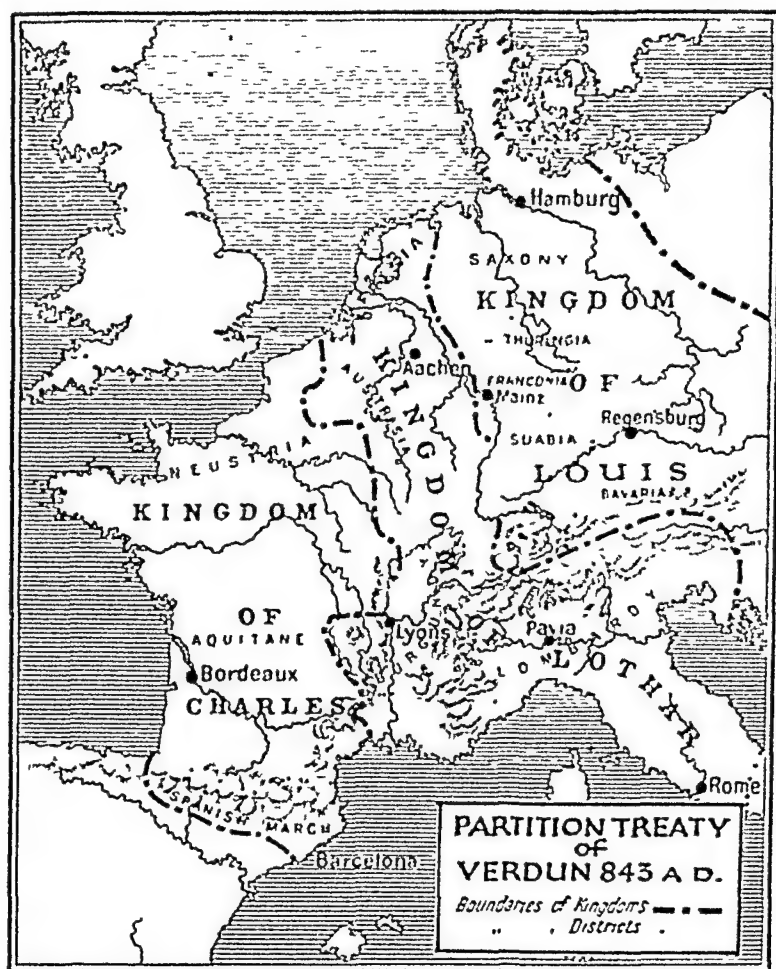 Hamburg
SAXONY
KINGDOM
THURINGIA
Aachen
KINGDOM
AUSTRASIA
FRANCONIA
Mainz
OF
Regensburg
SUABIA
NEUSTRIA
LOUIS
KINGDOM
BAVARIA
OF
AQUITANE
Lyons
OF
Pavia
LOTHAR
Bordeaux
CHARLES
Rome
SPANISH MARCH
Barcelona
PARTITION TREATY
of
VERDUN 843 A D.
Boundaries of Kingdoms
„ „ Districts